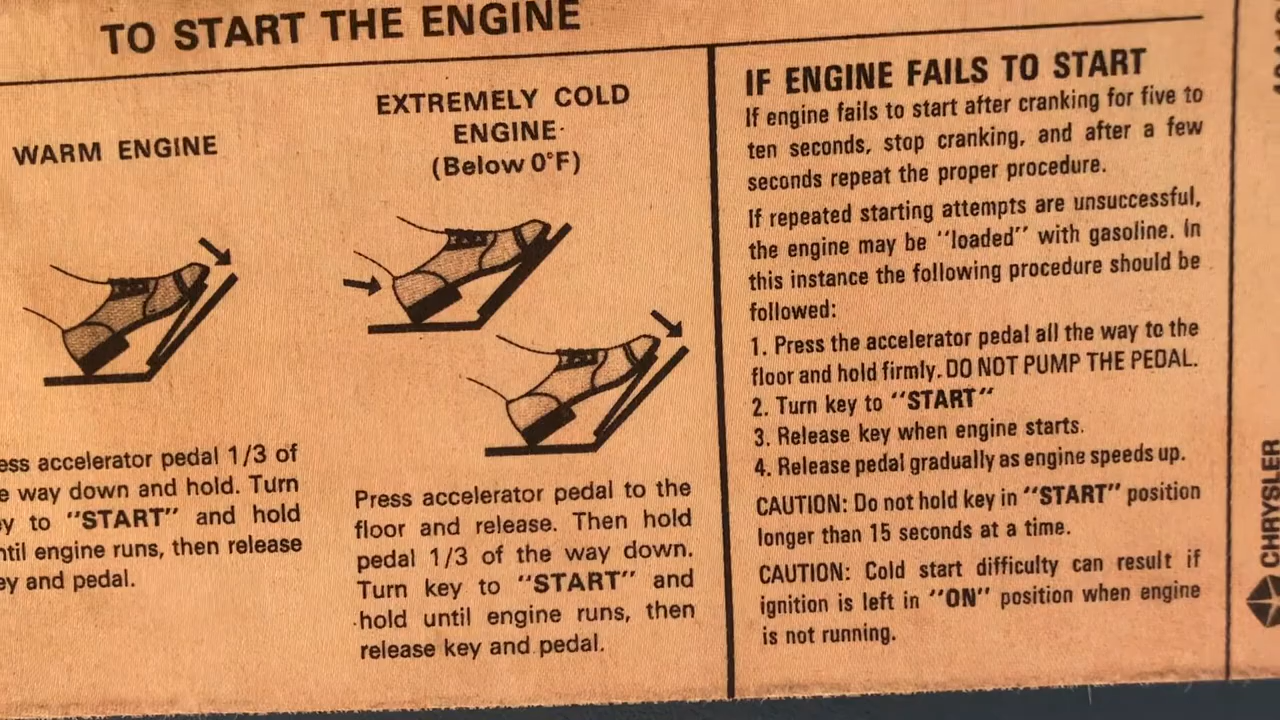 TO START THE ENGINE
WARM ENGINE
ess accelerator pedal 1/3 of
e way down and hold. Turn
ey to "START" and hold
ntil engine runs, then release
ey and pedal.
EXTREMELY COLD
ENGINE
(Below 0°F)
Press accelerator pedal to the
floor and release. Then hold
pedal 1/3 of the way down.
Turn key to "START" and
hold until engine runs, then
release key and pedal.
IF ENGINE FAILS TO START
If engine fails to start after cranking for five to
ten seconds, stop cranking, and after a few
seconds repeat the proper procedure.
If repeated starting attempts are unsuccessful,
the engine may be "loaded" with gasoline. In
this instance the following procedure should be
followed:
1. Press the accelerator pedal all the way to the
floor and hold firmly. DO NOT PUMP THE PEDAL.
2. Turn key to "START"
3. Release key when engine starts.
4. Release pedal gradually as engine speeds up.
CAUTION: Do not hold key in "START" position
longer than 15 seconds at a time.
CAUTION: Cold start difficulty can result if
ignition is left in "ON" position when engine
is not running.
CHRYSLER